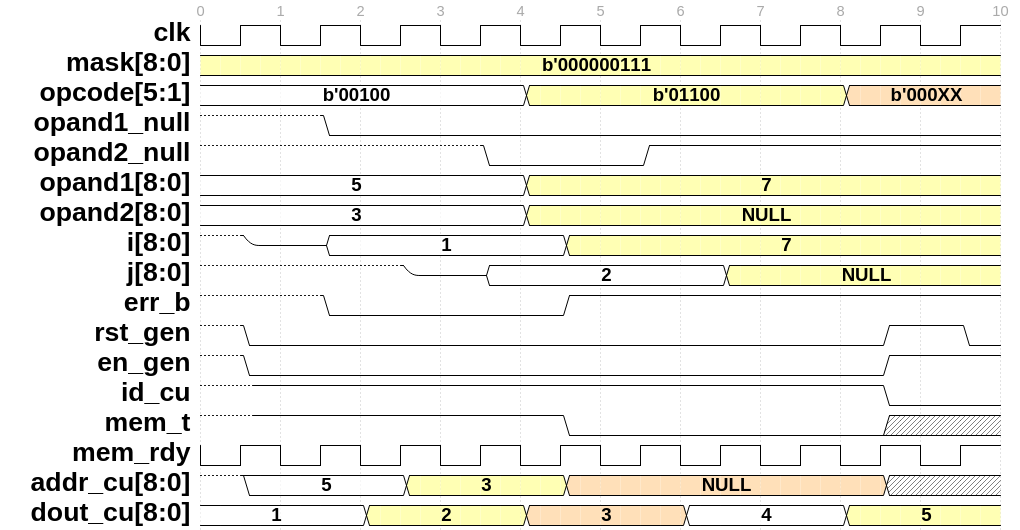 0 1 2 3 4 5 6 7 8 9 10
clk
mask[8:0] b'000000111
opcode[5:1] b'00100 b'01100 b'000XX
opand1_null
opand2_null
opand1[8:0] 5 7
opand2[8:0] 3 NULL
i[8:0] 1 7
j[8:0] 2 NULL
err_b
rst_gen
en_gen
id_cu
mem_t
mem_rdy
addr_cu[8:0] 5 3 NULL
dout_cu[8:0] 1 2 3 4 5